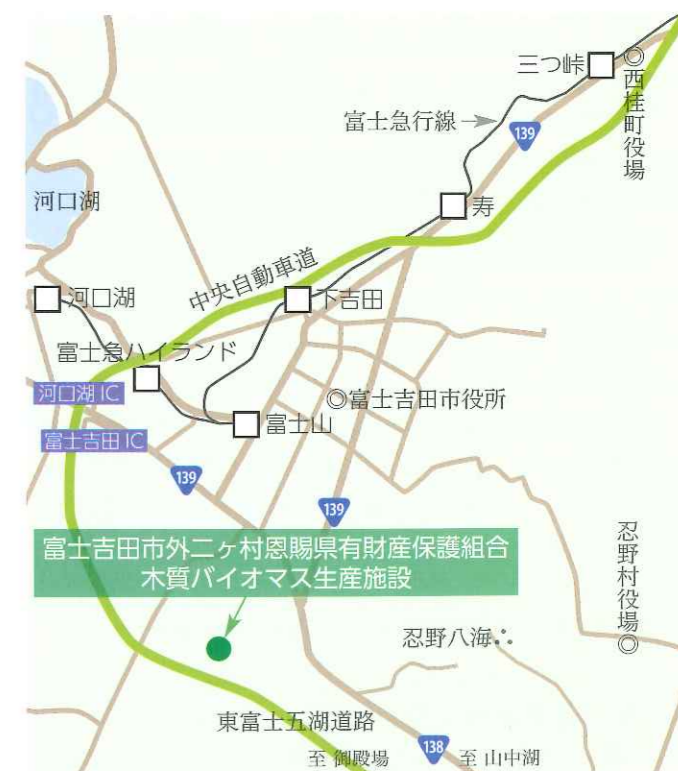 三つ峠
西桂町役場
富士急行線
139
河口湖
寿
中央自動車道
河口湖
下吉田
富士急ハイランド
河口湖 IC
◎富士吉田市役所
富士山
富士吉田 IC
139
139
富士吉田市外二ヶ村恩賜県有財産保護組合
木質バイオマス生産施設
忍野村役場
忍野八海
東富士五湖道路
138
至 御殿場
至 山中湖